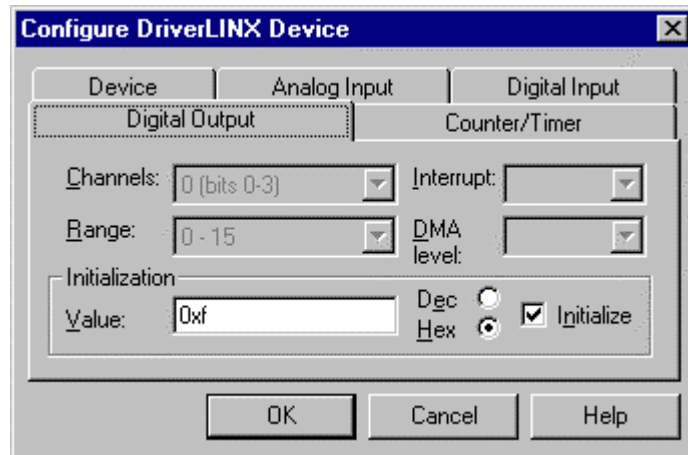 Configure DriverLINX Device
Device Analog Input Digital Input
Digital Output Counter/Timer
Channels: 0 (bits 0-3) Interrupt:
Range: 0 - 15 DMA
level:
Initialization
Value: 0xf Dec
Hex Initialize
OK Cancel Help